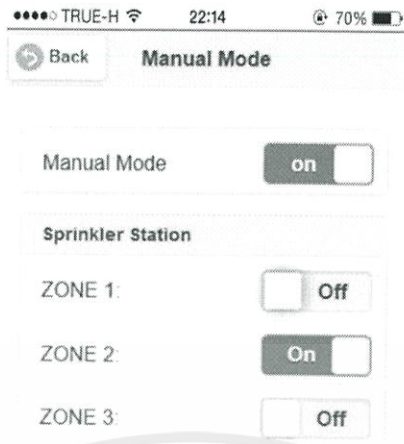 TRUE-H 22:14 70%
Back Manual Mode
Manual Mode on
Sprinkler Station
ZONE 1: Off
ZONE 2: On
ZONE 3: Off